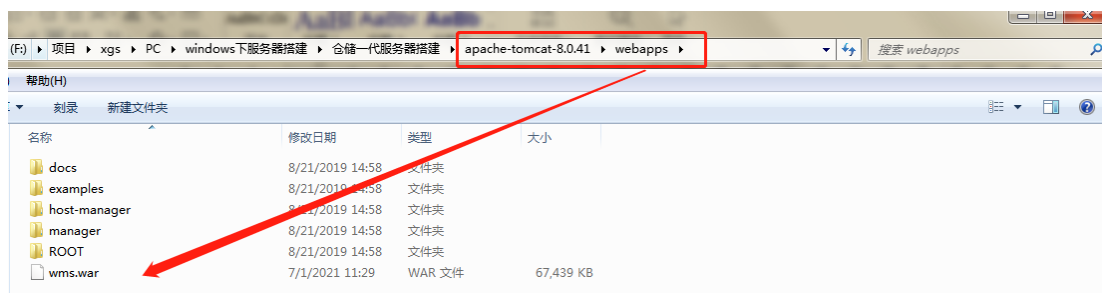 AaBbCcD AaBb AaBbI AaBb
(F:) 项目 xgs PC windows下服务器搭建 仓储一代服务器搭建 apache-tomcat-8.0.41 webapps 搜索 webapps
帮助(H)
刻录 新建文件夹
名称 修改日期 类型 大小
docs 8/21/2019 14:58 文件夹
examples 8/21/2019 14:58 文件夹
host-manager 8/21/2019 14:58 文件夹
manager 8/21/2019 14:58 文件夹
ROOT 8/21/2019 14:58 文件夹
wms.war 7/1/2021 11:29 WAR 文件 67,439 KB